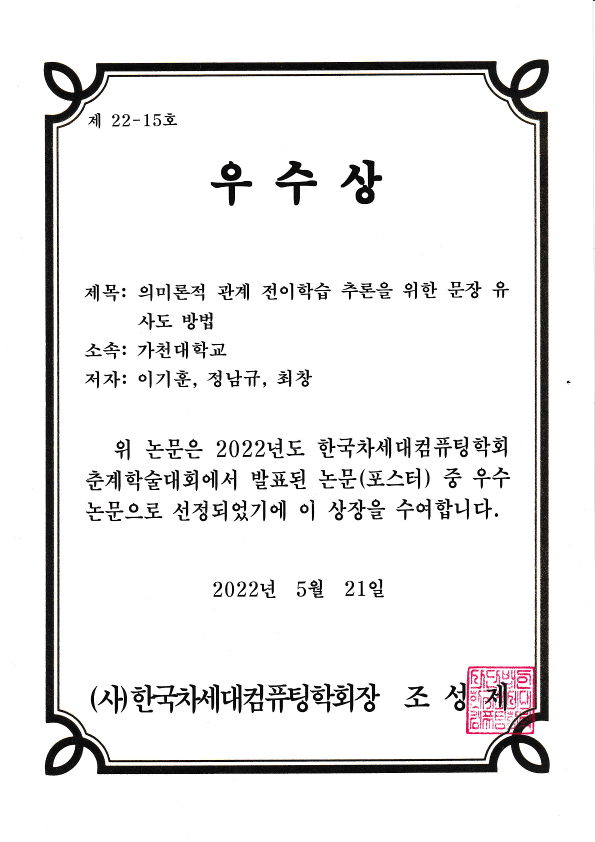 제 22-15호
우 수 상
제목: 의미론적 관계 전이학습 추론을 위한 문장 유
사도 방법
소속: 가천대학교
저자: 이기훈, 정남규, 최창
위 논문은 2022년도 한국차세대컴퓨팅학회
춘계학술대회에서 발표된 논문(포스터) 중 우수
논문으로 선정되었기에 이 상장을 수여합니다.
2022년 5월 21일
(사)한국차세대컴퓨팅학회장 조 성 제